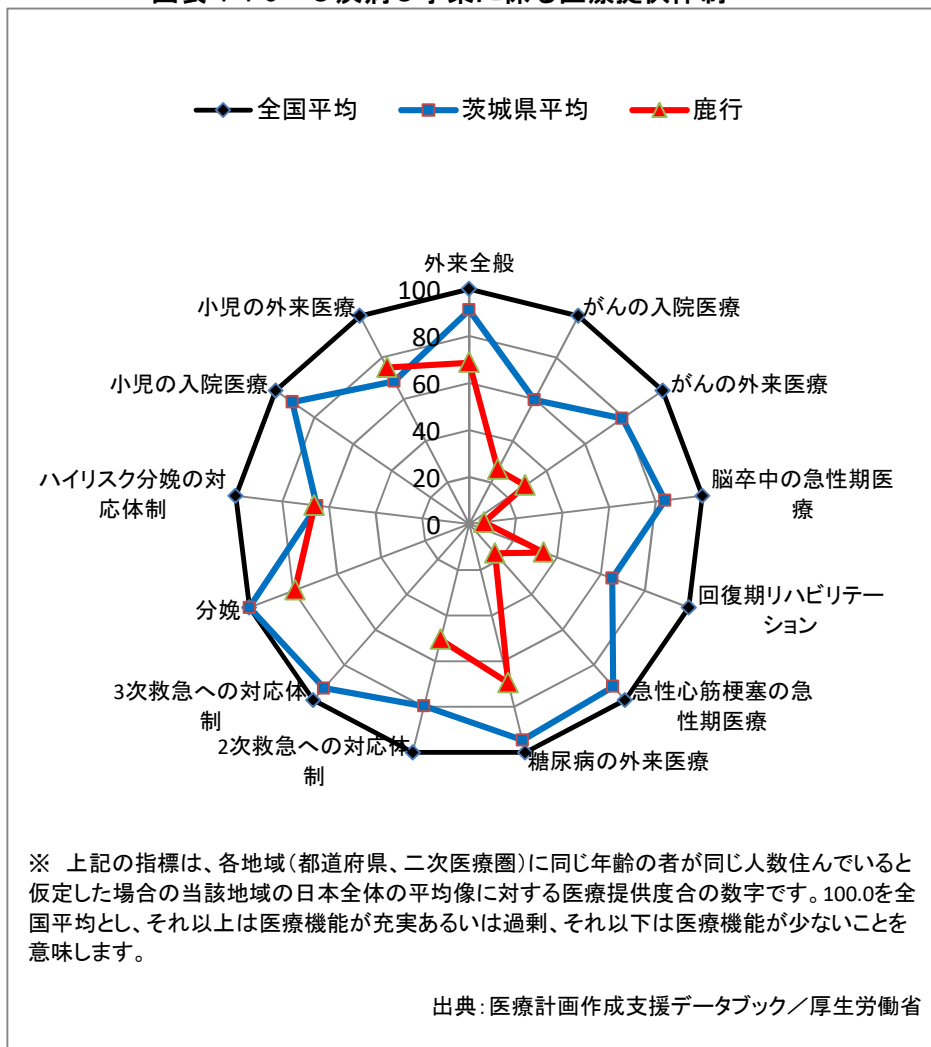 全国平均
茨城県平均
鹿行
外来全般
がんの入院医療
がんの外来医療
脳卒中の急性期医
療
回復期リハビリテー
ション
急性心筋梗塞の急
性期医療
糖尿病の外来医療
2次救急への対応体
制
3次救急への対応体
制
分娩
ハイリスク分娩の対
応体制
小児の入院医療
小児の外来医療
100
80
60
40
20
0
※ 上記の指標は、各地域(都道府県、二次医療圏)に同じ年齢の者が同じ人数住んでいると
仮定した場合の当該地域の日本全体の平均像に対する医療提供度合の数字です。100.0を全
国平均とし、それ以上は医療機能が充実あるいは過剰、それ以下は医療機能が少ないことを
意味します。
出典:医療計画作成支援データブック/厚生労働省